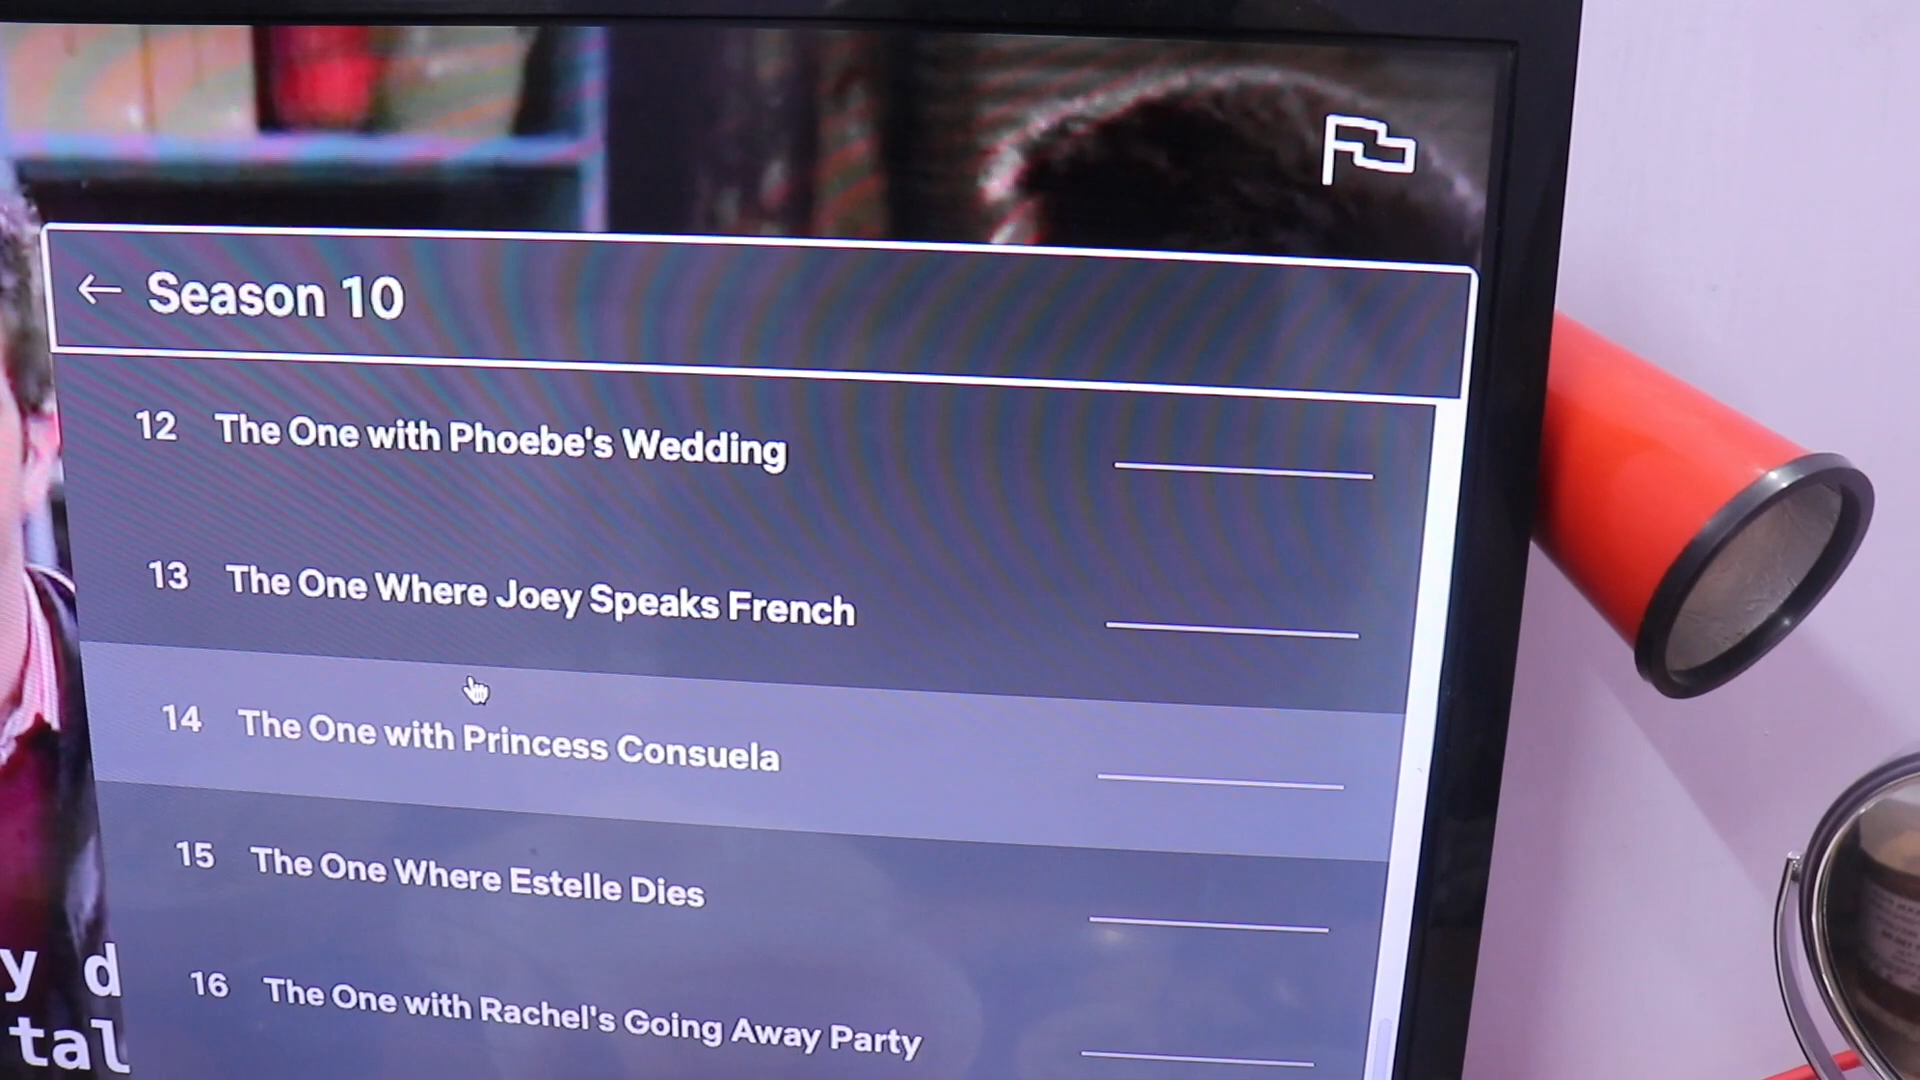 Season 10
12 The One with Phoebe's Wedding
13 The One Where Joey Speaks French
14 The One with Princess Consuela
15 The One Where Estelle Dies
16 The One with Rachel's Going Away Party
y d
tal